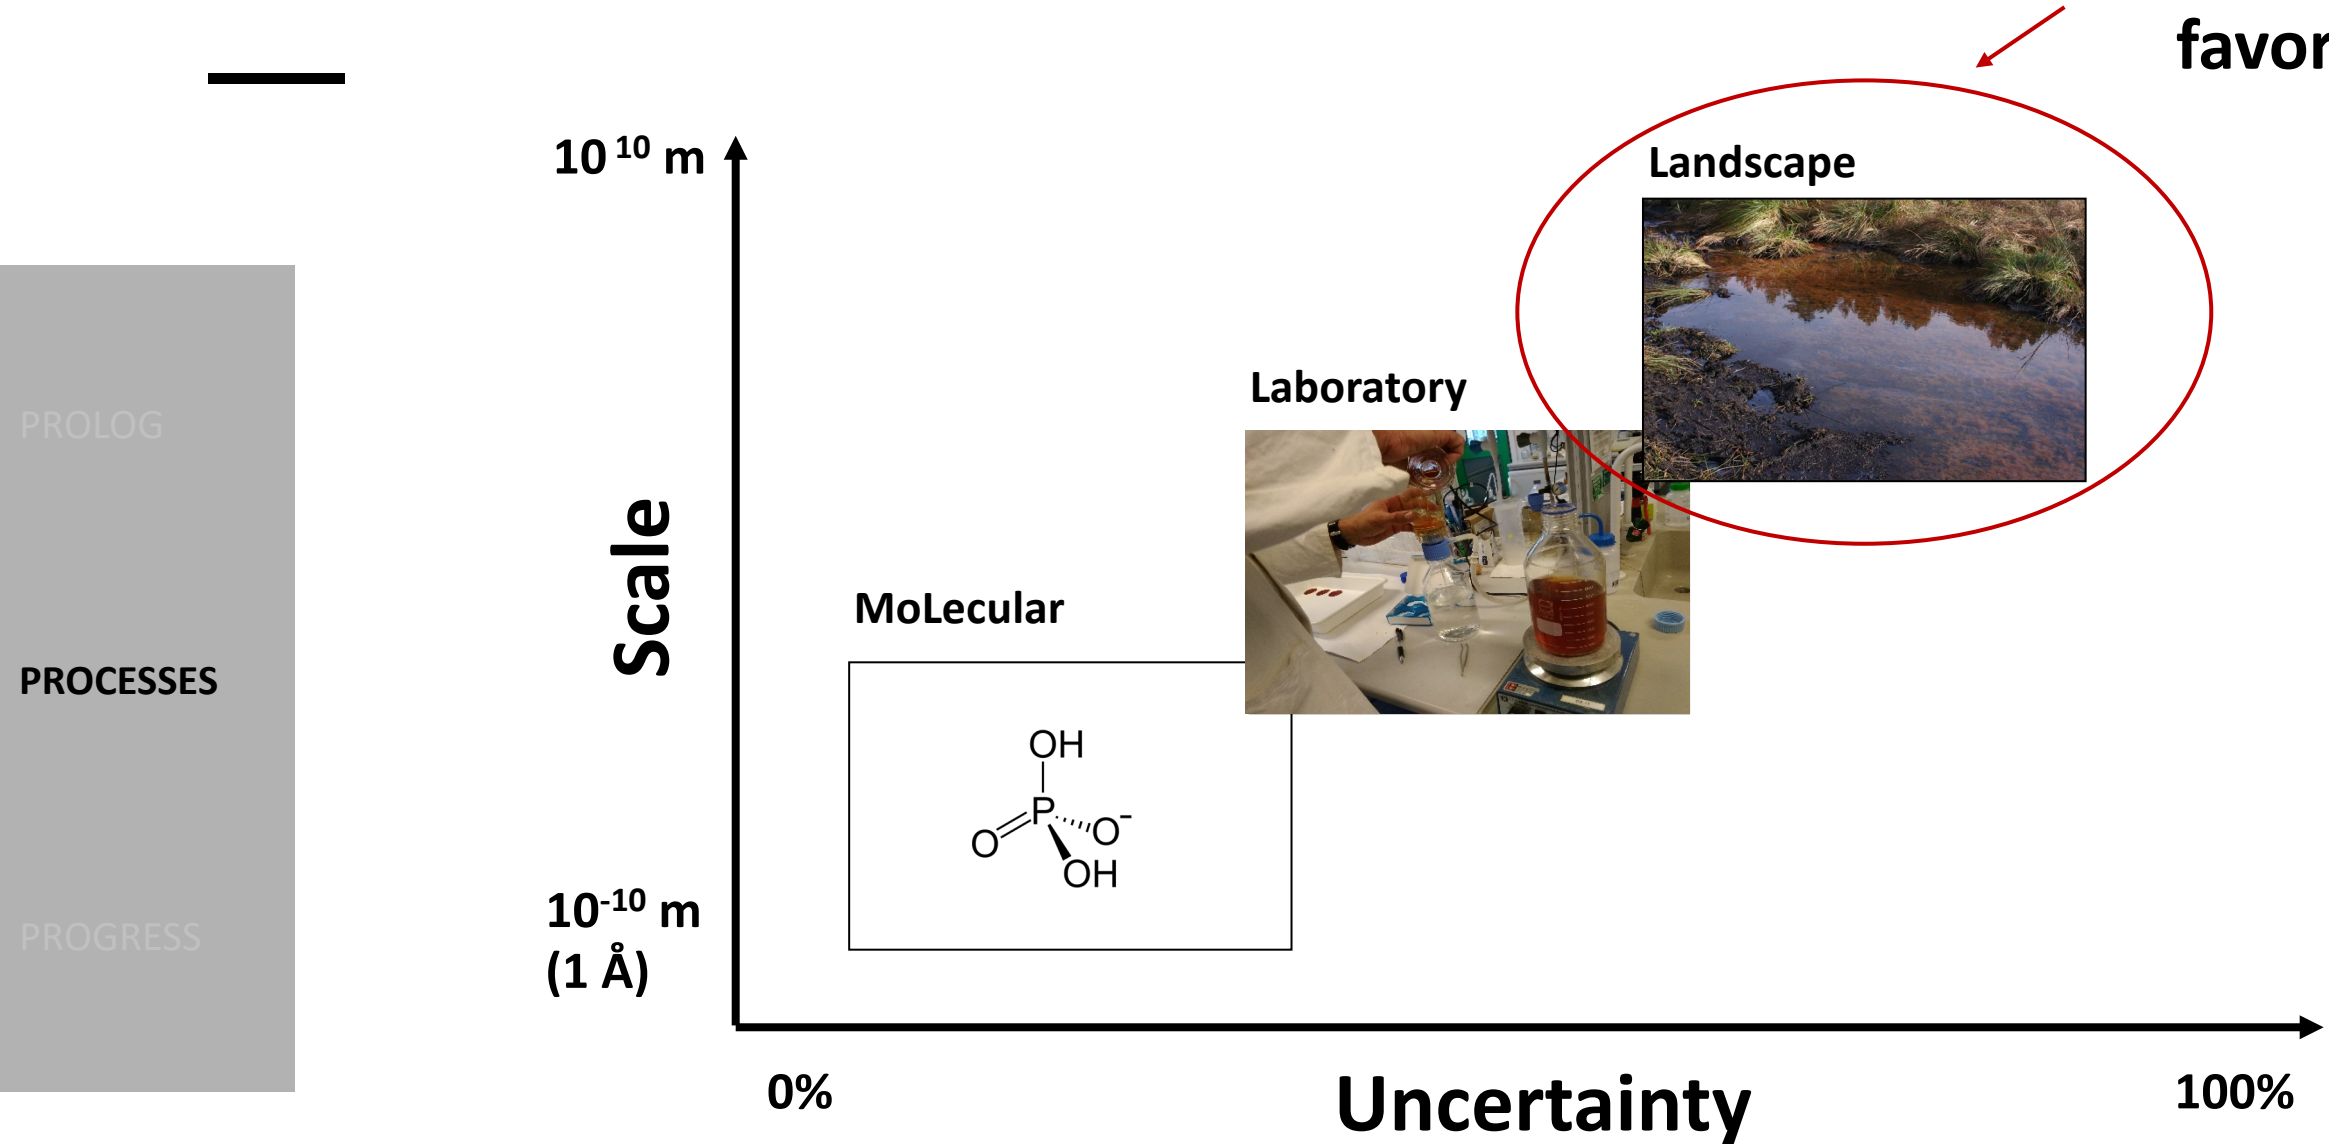 favor
10 10 m
Landscape
PROLOG
Laboratory
Scale
MoLecular
PROCESSES
OH
P
O
O-
OH
10-10 m
(1 Å)
PROGRESS
0%
Uncertainty
100%